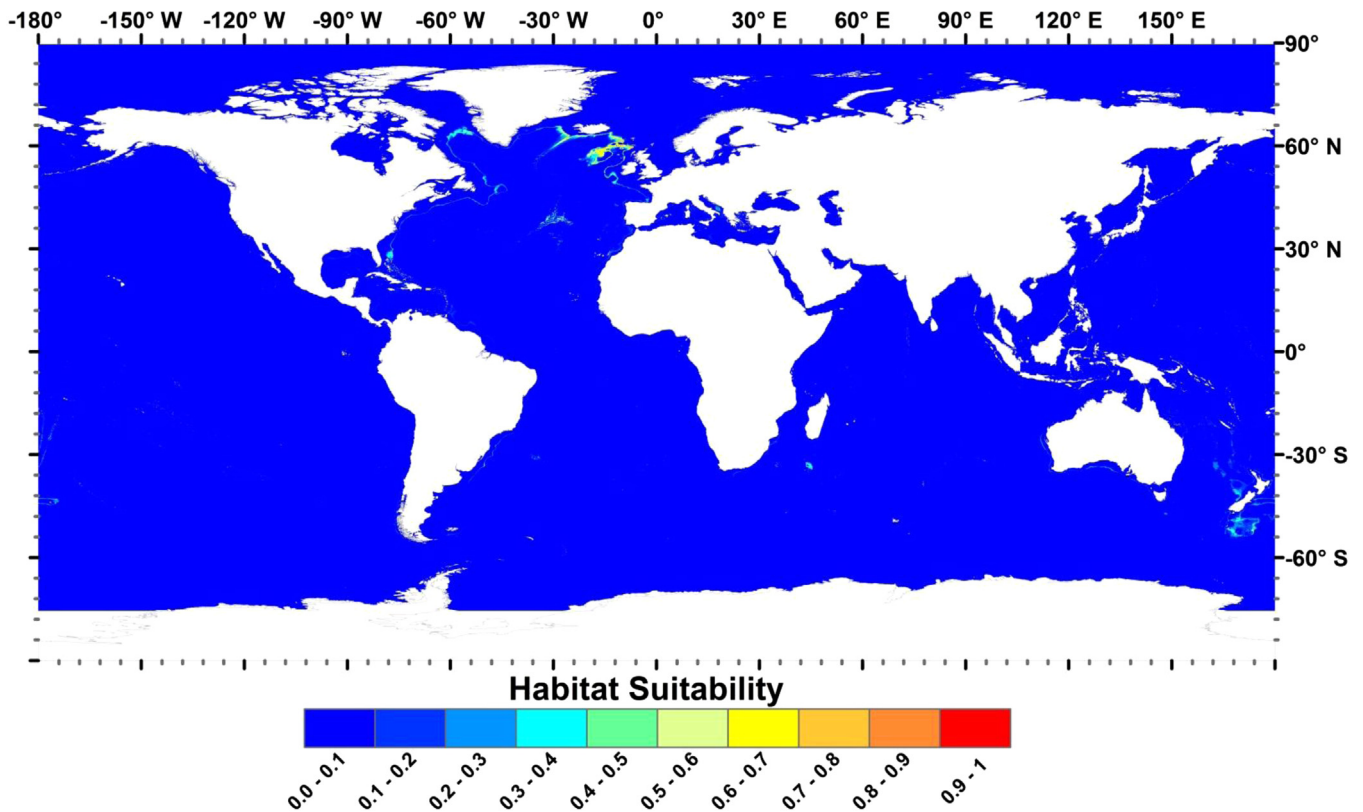 -180° -150° W -120° W -90° W -60° W -30° W 0° 30° E 60° E 90° E 120° E 150° E
90°
60° N
30° N
0°
-30° S
-60° S
Habitat Suitability
0.0 - 0.1 0.1 - 0.2 0.2 - 0.3 0.3 - 0.4 0.4 - 0.5 0.5 - 0.6 0.6 - 0.7 0.7 - 0.8 0.8 - 0.9 0.9 - 1